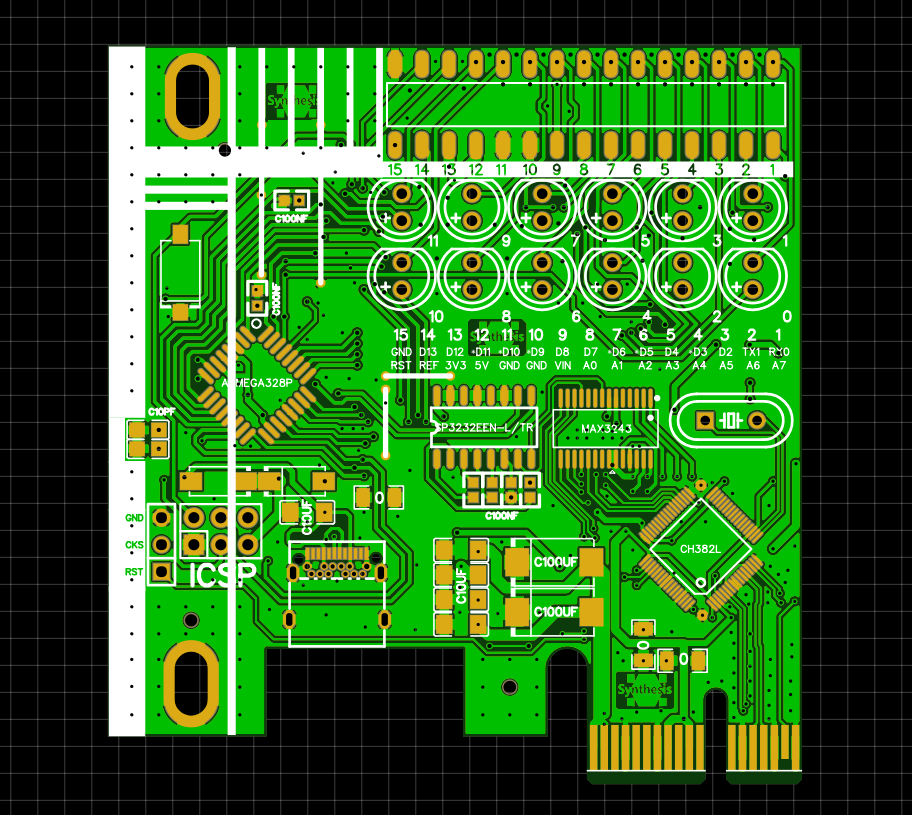 Synthesis
15 14 13 12 11 10 9 8 7 6 5 4 3 2 1
C100NF
11 9 7 5 3 1
C100NF
10 8 6 4 2 0
Synthesis
15 14 13 12 11 10 9 8 7 6 5 4 3 2 1
GND D13 D12 +D11 +D10 +D9 D8 D7 +D6 +D5 D4 +D3 D2 TX1 RX0
RST REF 3V3 5V GND GND VIN A0 A1 A2 A3 A4 A5 A6 A7
ATMEGA328P
C10PF
SP3232EEN-L/TR
MAX3243
0
C10UF
C100NF
GND
CKS
RST
ICSP
CH382L
C100UF
C10UF
C100UF
0
0
Synthesis